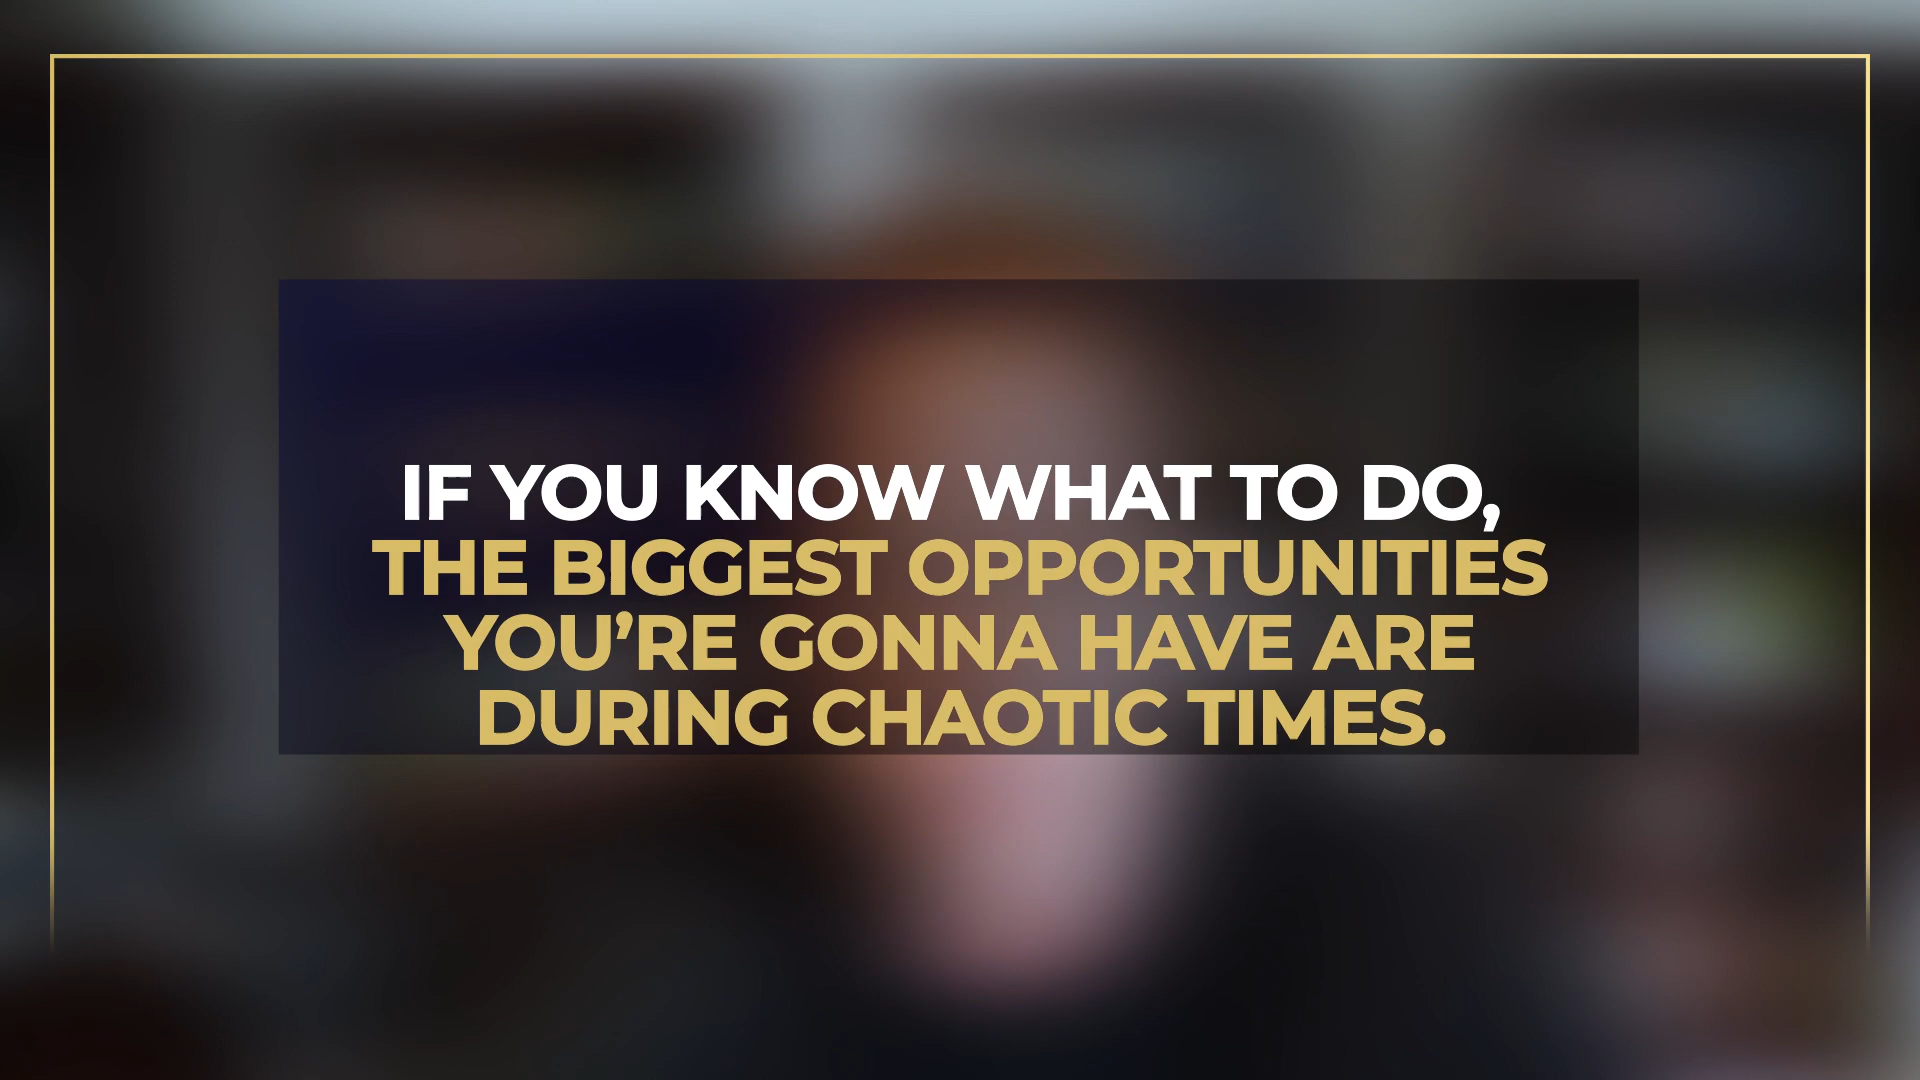 IF YOU KNOW WHAT TO DO,
THE BIGGEST OPPORTUNITIES
YOU’RE GONNA HAVE ARE
DURING CHAOTIC TIMES.